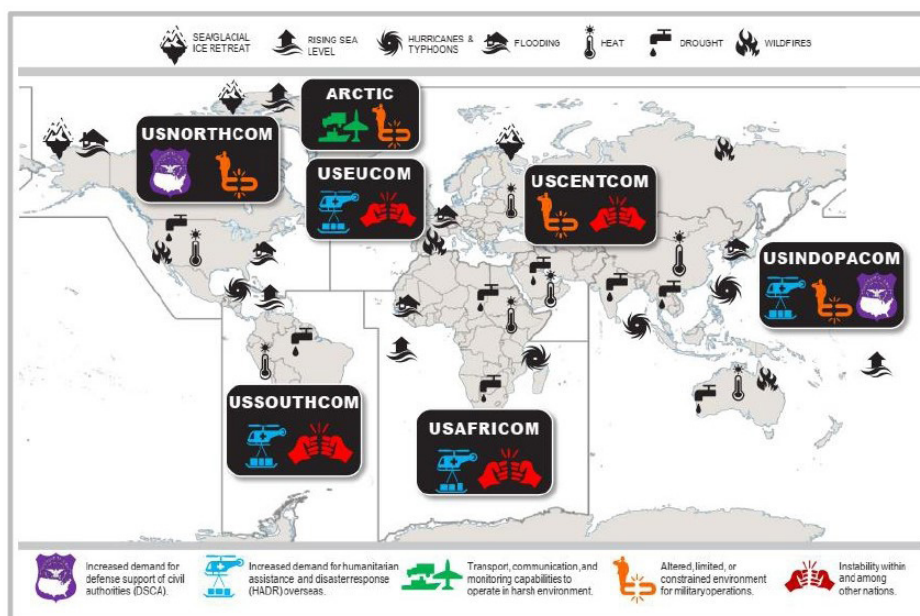 SEA/GLACIAL
ICE RETREAT
RISING SEA
LEVEL
HURRICANES &
TYPHOONS
FLOODING
HEAT
DROUGHT
WILDFIRES
ARCTIC
USNORTHCOM
USEUCOM
USCENTCOM
USINDOPACOM
USSOUTHCOM
USAFRICOM
Increased demand for
defense support of civil
authorities (DSCA).
Increased demand for humanitarian
assistance and disaster response
(HADR) overseas.
Transport, communication, and
monitoring capabilities to
operate in harsh environment.
Altered, limited, or
constrained environment
for military operations.
Instability within
and among
other nations.